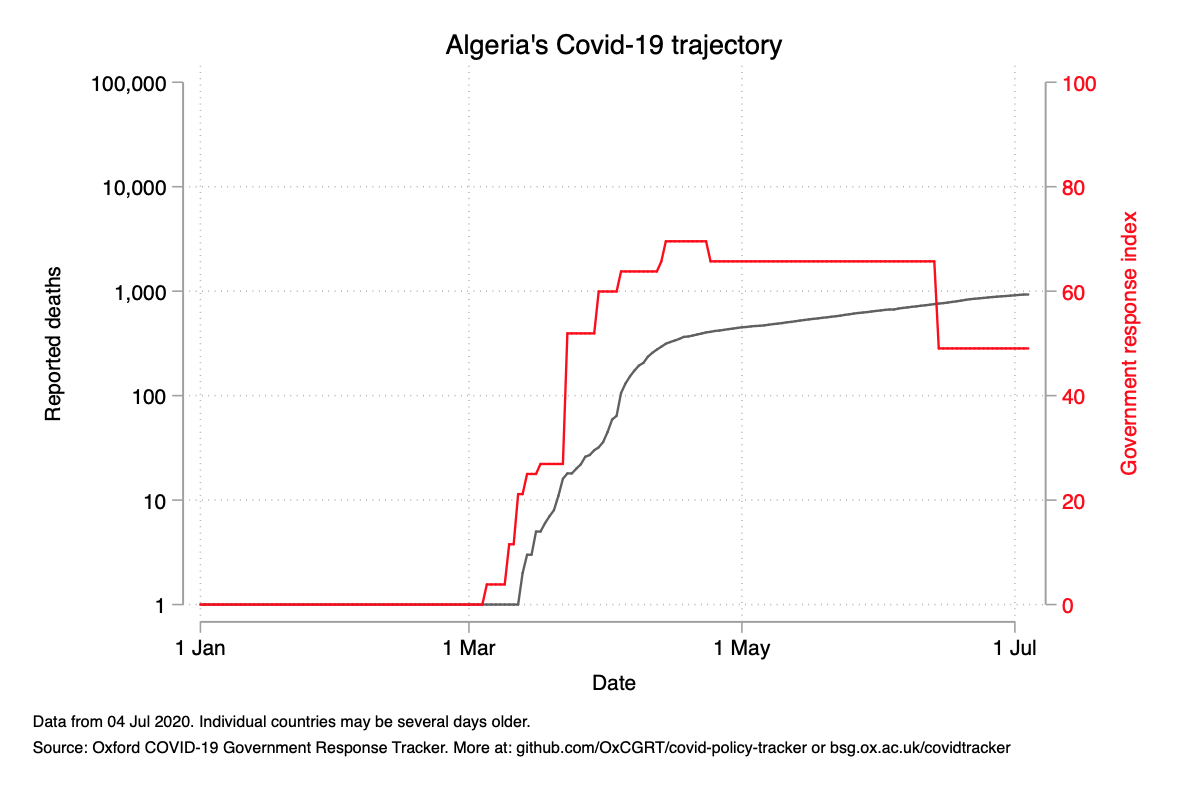 Algeria's Covid-19 trajectory
100,000
10,000
1,000
100
10
1
Reported deaths
100
80
60
40
20
0
Government response index
1 Jan
1 Mar
1 May
1 Jul
Date
Data from 04 Jul 2020. Individual countries may be several days older.
Source: Oxford COVID-19 Government Response Tracker. More at: github.com/OxCGRT/covid-policy-tracker or bsg.ox.ac.uk/covidtracker